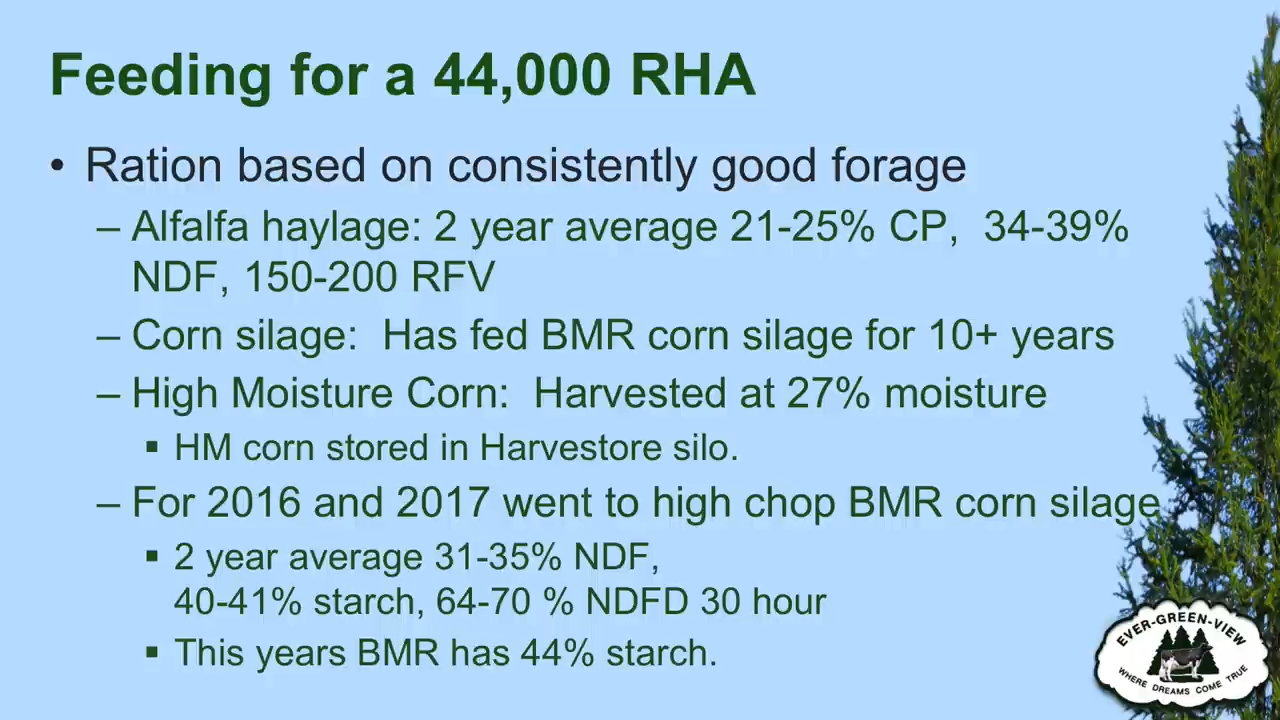 Feeding for a 44,000 RHA
• Ration based on consistently good forage
– Alfalfa haylage: 2 year average 21-25% CP, 34-39%
NDF, 150-200 RFV
– Corn silage: Has fed BMR corn silage for 10+ years
– High Moisture Corn: Harvested at 27% moisture
▪ HM corn stored in Harvestore silo.
– For 2016 and 2017 went to high chop BMR corn silage
▪ 2 year average 31-35% NDF,
40-41% starch, 64-70 % NDFD 30 hour
▪ This years BMR has 44% starch.
EVER-GREEN-VIEW
WHERE DREAMS COME TRUE